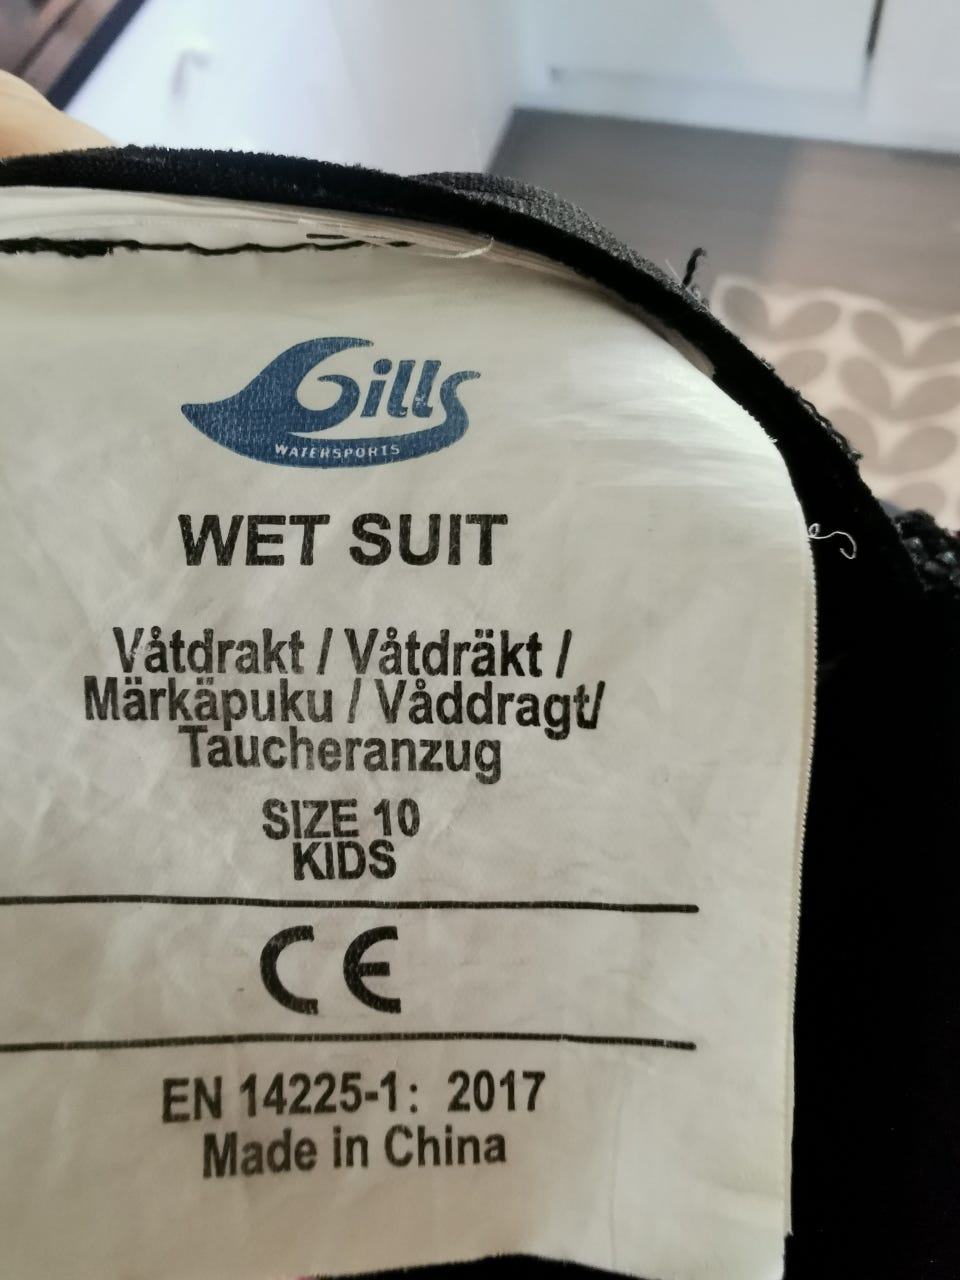 Gills
WATERSPORTS
WET SUIT
Våtdrakt / Våtdräkt /
Märkäpuku / Våddragt/
Taucheranzug
SIZE 10
KIDS
CE
EN 14225-1: 2017
Made in China